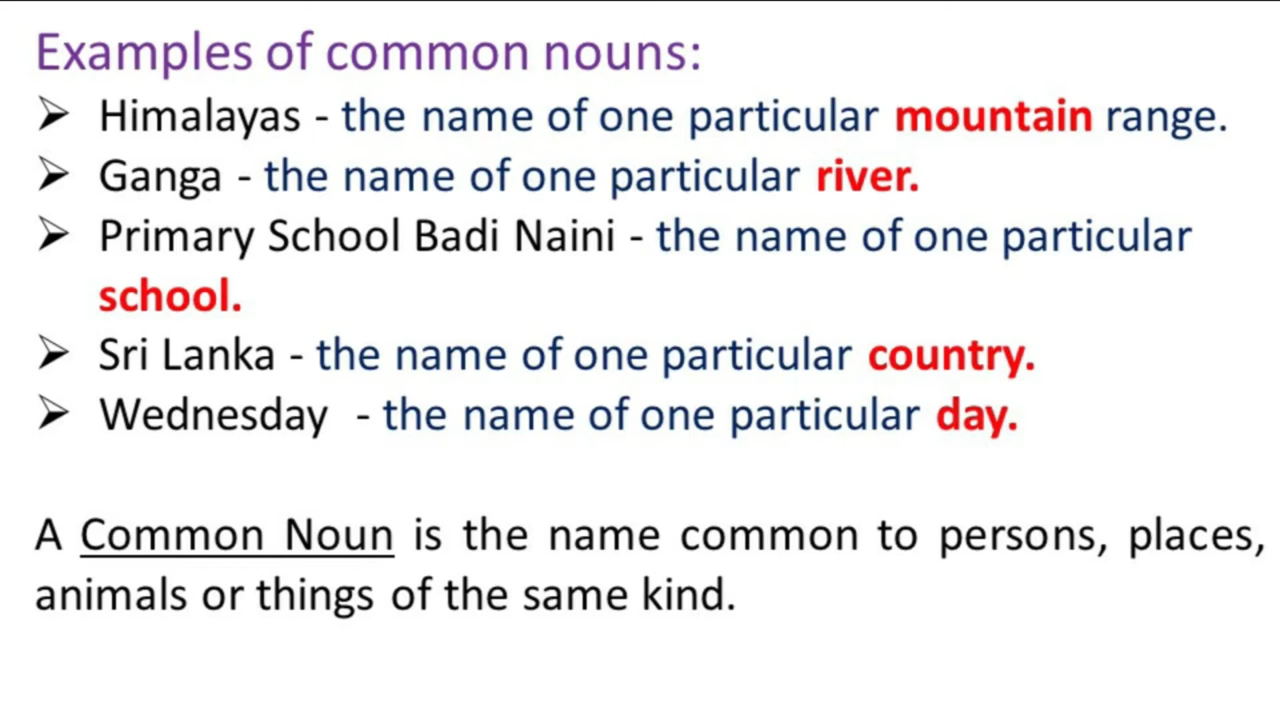 Examples of common nouns:
➢ Himalayas - the name of one particular mountain range.
➢ Ganga - the name of one particular river.
➢ Primary School Badi Naini - the name of one particular
school.
➢ Sri Lanka - the name of one particular country.
➢ Wednesday - the name of one particular day.
A Common Noun is the name common to persons, places,
animals or things of the same kind.